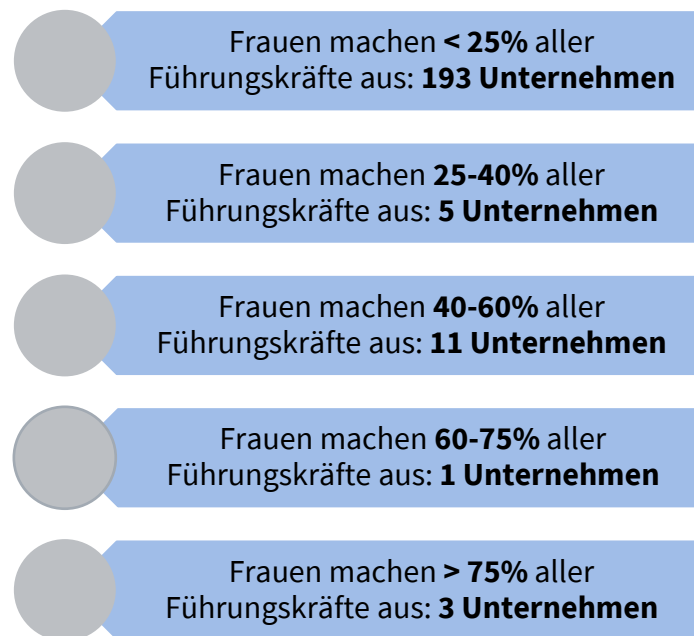 Frauen machen < 25% aller
Führungskräfte aus: 193 Unternehmen
Frauen machen 25-40% aller
Führungskräfte aus: 5 Unternehmen
Frauen machen 40-60% aller
Führungskräfte aus: 11 Unternehmen
Frauen machen 60-75% aller
Führungskräfte aus: 1 Unternehmen
Frauen machen > 75% aller
Führungskräfte aus: 3 Unternehmen